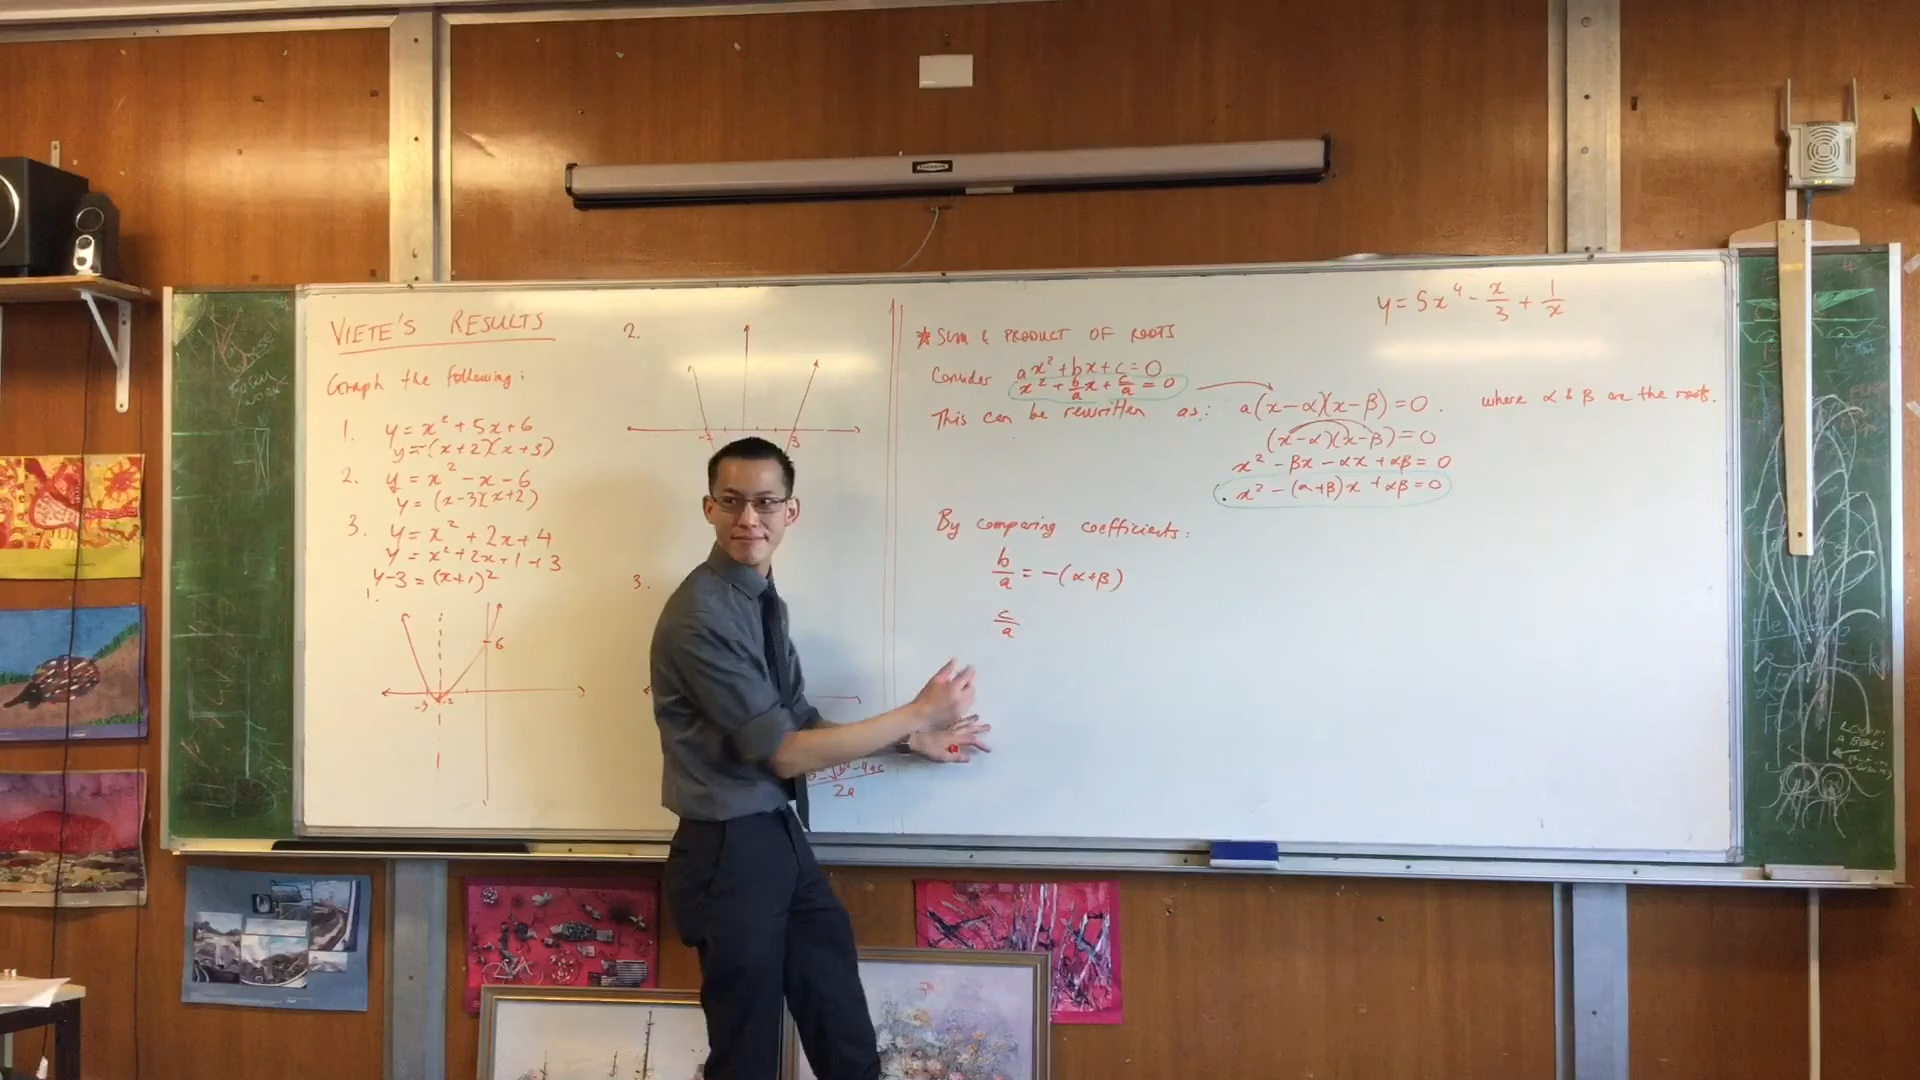 VIETE'S RESULTS
Graph the following:
1. y = x² + 5x + 6
y = (x+2)(x+3)
2. y = x² - x - 6
y = (x-3)(x+2)
3. y = x² + 2x + 4
y = x² + 2x + 1 + 3
y-3 = (x+1)²
1.
6
-3
-2
2.
-2
3
3.
√b²-4ac
2a
* SUM & PRODUCT OF ROOTS
Consider ax² + bx + c = 0
x² + b/a x + c/a = 0
This can be rewritten as: a(x-α)(x-β) = 0. where α & β are the roots.
(x-α)(x-β) = 0
x² - βx - αx + αβ = 0
x² - (α+β)x + αβ = 0
By comparing coefficients:
b/a = -(α+β)
c/a
y = 5x⁴ - x/3 + 1/x